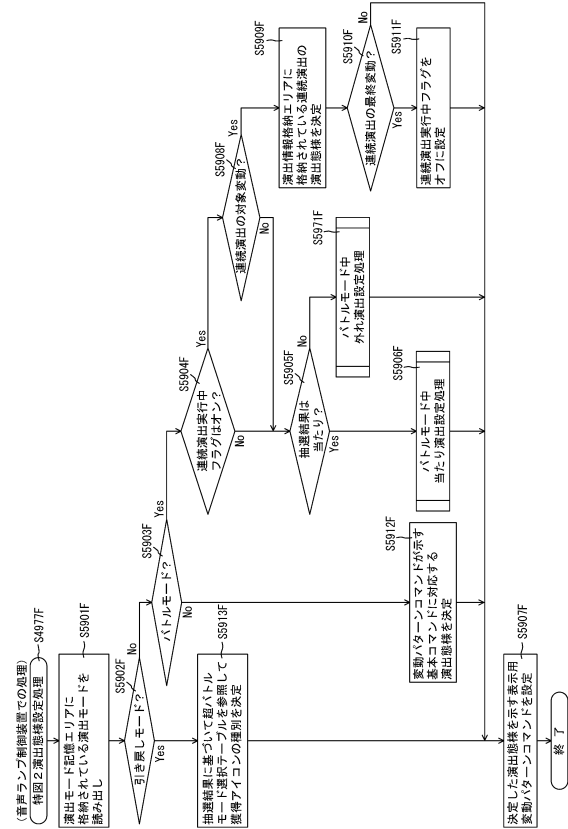 (音声ランプ制御装置での処理)
特図2演出態様設定処理
S4977F
演出モード記憶エリアに
格納されている演出モードを
読み出し
S5901F
引き戻しモード?
S5902F
No
Yes
抽選結果に基づいて超バトル
モード選択テーブルを参照して
獲得アイコンの種別を決定
S5913F
バトルモード?
S5903F
Yes
No
変動パターンコマンドが示す
基本コマンドに対応する
演出態様を決定
S5912F
連続演出実行中
フラグはオン?
S5904F
Yes
No
抽選結果は
当たり?
S5905F
No
Yes
バトルモード中
当たり演出設定処理
S5906F
バトルモード中
外れ演出設定処理
S5971F
連続演出の対象変動?
S5908F
Yes
No
演出情報格納エリアに
格納されている連続演出の
演出態様を決定
S5909F
連続演出の最終変動?
S5910F
No
Yes
連続演出実行中フラグを
オフに設定
S5911F
決定した演出態様を示す表示用
変動パターンコマンドを設定
S5907F
終了